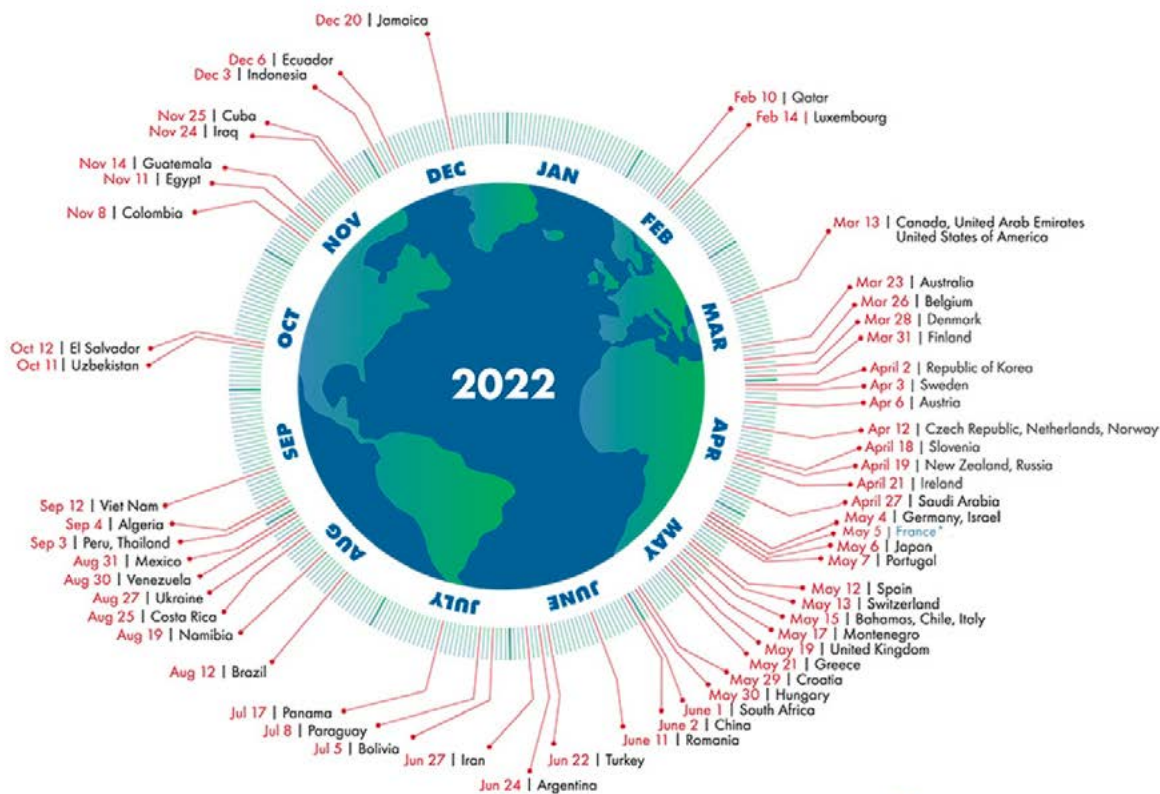 Dec 20 | Jamaica
Dec 6 | Ecuador
Dec 3 | Indonesia
Nov 25 | Cuba
Nov 24 | Iraq
Nov 14 | Guatemala
Nov 11 | Egypt
Nov 8 | Colombia
Oct 12 | El Salvador
Oct 11 | Uzbekistan
Sep 12 | Viet Nam
Sep 4 | Algeria
Sep 3 | Peru, Thailand
Aug 31 | Mexico
Aug 30 | Venezuela
Aug 27 | Ukraine
Aug 25 | Costa Rica
Aug 19 | Namibia
Aug 12 | Brazil
Jul 17 | Panama
Jul 8 | Paraguay
Jul 5 | Bolivia
Jun 27 | Iran
Jun 24 | Argentina
Jun 22 | Turkey
Feb 10 | Qatar
Feb 14 | Luxembourg
Mar 13 | Canada, United Arab Emirates
United States of America
Mar 23 | Australia
Mar 26 | Belgium
Mar 28 | Denmark
Mar 31 | Finland
April 2 | Republic of Korea
Apr 3 | Sweden
Apr 6 | Austria
Apr 12 | Czech Republic, Netherlands, Norway
April 18 | Slovenia
April 19 | New Zealand, Russia
April 21 | Ireland
April 27 | Saudi Arabia
May 4 | Germany, Israel
May 5 | France*
May 6 | Japan
May 7 | Portugal
May 12 | Spain
May 13 | Switzerland
May 15 | Bahamas, Chile, Italy
May 17 | Montenegro
May 19 | United Kingdom
May 21 | Greece
May 29 | Croatia
May 30 | Hungary
June 1 | South Africa
June 2 | China
June 11 | Romania
JAN
FEB
MAR
APR
MAY
JUNE
JULY
AUG
SEP
OCT
NOV
DEC
2022